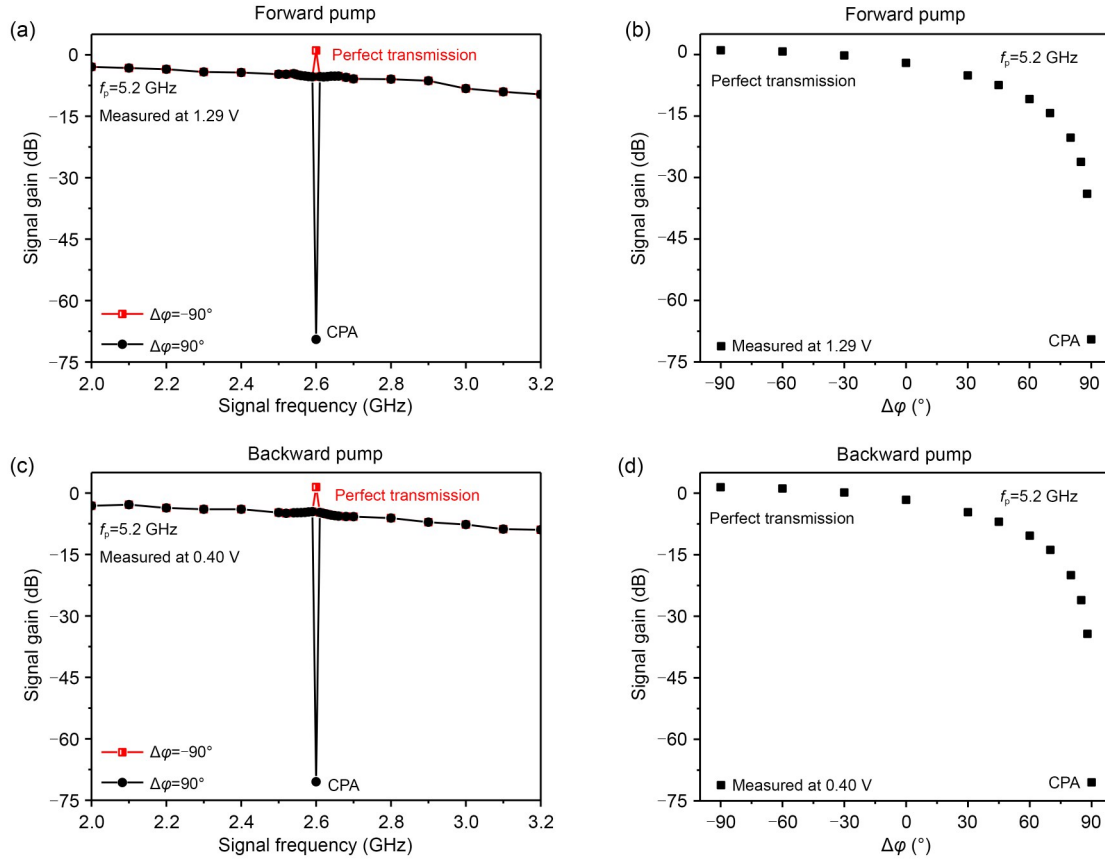 (a)
Forward pump
0
−15
−30
−45
−60
−75
Signal gain (dB)
Perfect transmission
fp=5.2 GHz
Measured at 1.29 V
Δφ=−90°
Δφ=90°
CPA
2.0 2.2 2.4 2.6 2.8 3.0 3.2
Signal frequency (GHz)
(b)
Forward pump
0
−15
−30
−45
−60
−75
Signal gain (dB)
fp=5.2 GHz
Perfect transmission
Measured at 1.29 V
CPA
−90 −60 −30 0 30 60 90
Δφ (°)
(c)
Backward pump
0
−15
−30
−45
−60
−75
Signal gain (dB)
Perfect transmission
fp=5.2 GHz
Measured at 0.40 V
Δφ=−90°
Δφ=90°
CPA
2.0 2.2 2.4 2.6 2.8 3.0 3.2
Signal frequency (GHz)
(d)
Backward pump
0
−15
−30
−45
−60
−75
Signal gain (dB)
fp=5.2 GHz
Perfect transmission
Measured at 0.40 V
CPA
−90 −60 −30 0 30 60 90
Δφ (°)